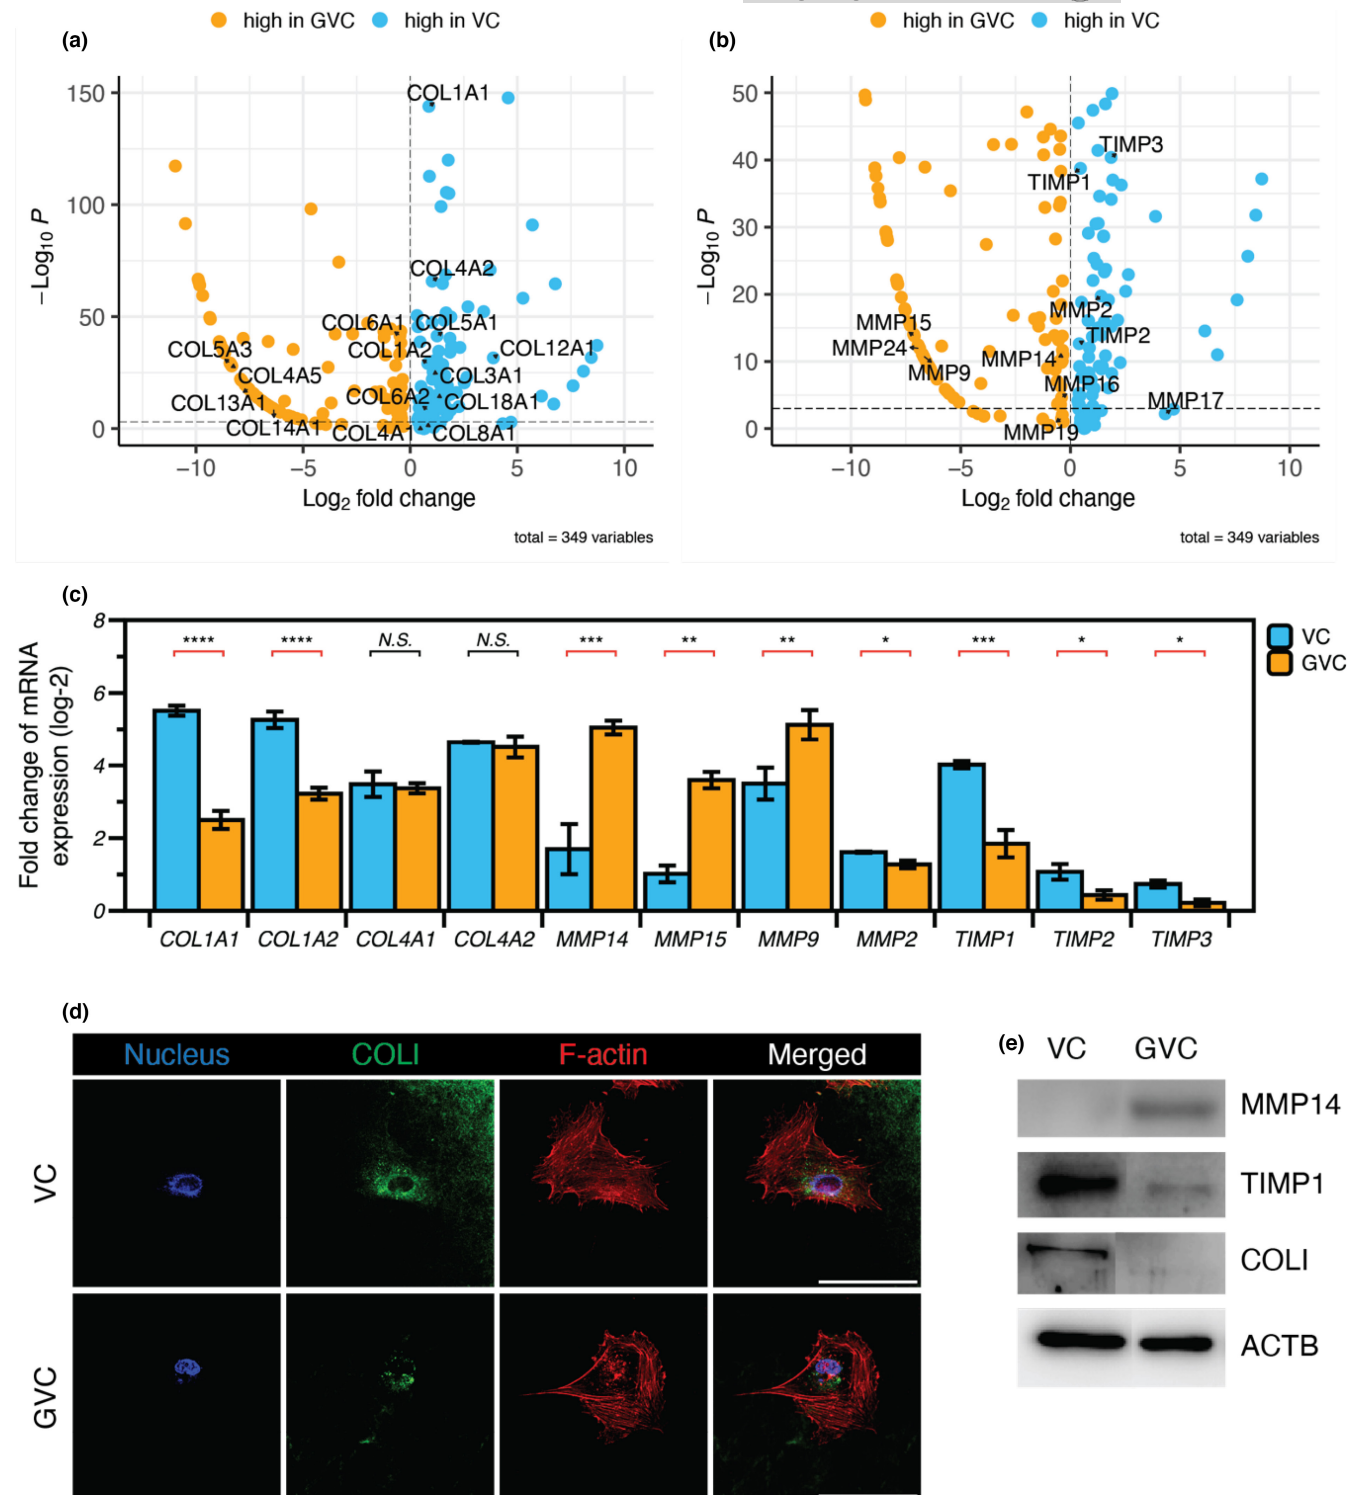 high in GVC high in VC
high in GVC high in VC
(a)
150
100
50
0
−Log10 P
COL1A1
COL4A2
COL6A1
COL5A1
COL5A3
COL1A2
COL12A1
COL4A5
COL3A1
COL13A1
COL6A2
COL18A1
COL14A1
COL4A1
COL8A1
−10 −5 0 5 10
Log2 fold change
total = 349 variables
(b)
50
40
30
20
10
0
−Log10 P
TIMP3
TIMP1
MMP2
MMP15
TIMP2
MMP24
MMP14
MMP9
MMP16
MMP17
MMP19
−10 −5 0 5 10
Log2 fold change
total = 349 variables
(c)
8
6
4
2
0
Fold change of mRNA
expression (log-2)
**** **** N.S. N.S. *** ** ** * *** * *
VC
GVC
COL1A1 COL1A2 COL4A1 COL4A2 MMP14 MMP15 MMP9 MMP2 TIMP1 TIMP2 TIMP3
(d)
Nucleus COLI F-actin Merged
VC
GVC
(e)
VC GVC
MMP14
TIMP1
COLI
ACTB